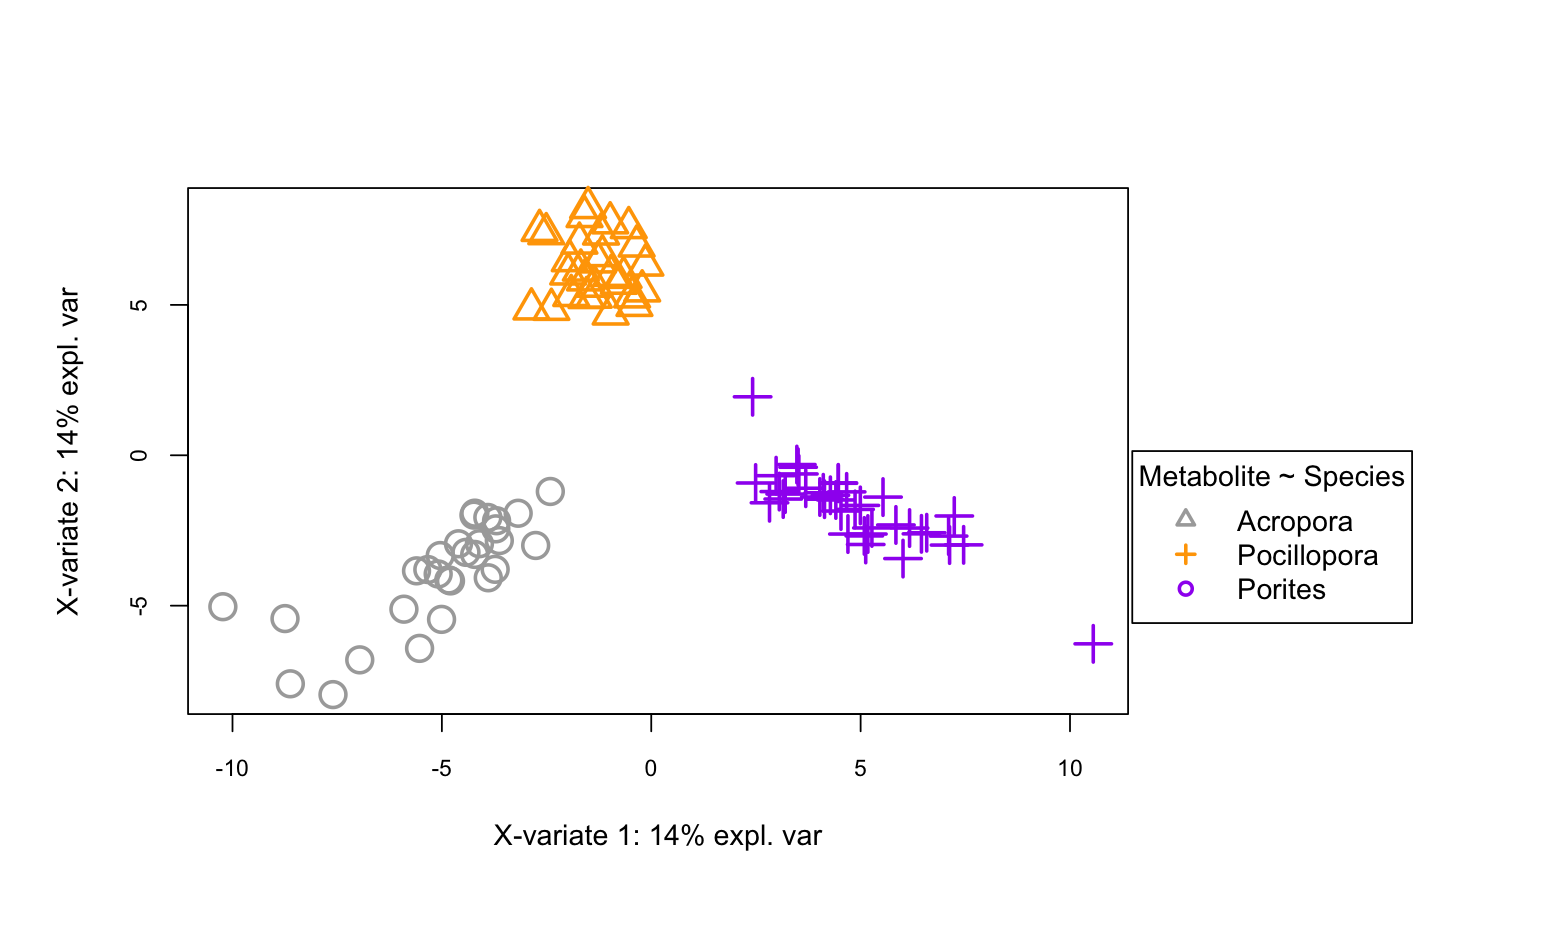 5
0
-5
X-variate 2: 14% expl. var
-10 -5 0 5 10
X-variate 1: 14% expl. var
Metabolite ~ Species
Acropora
Pocillopora
Porites